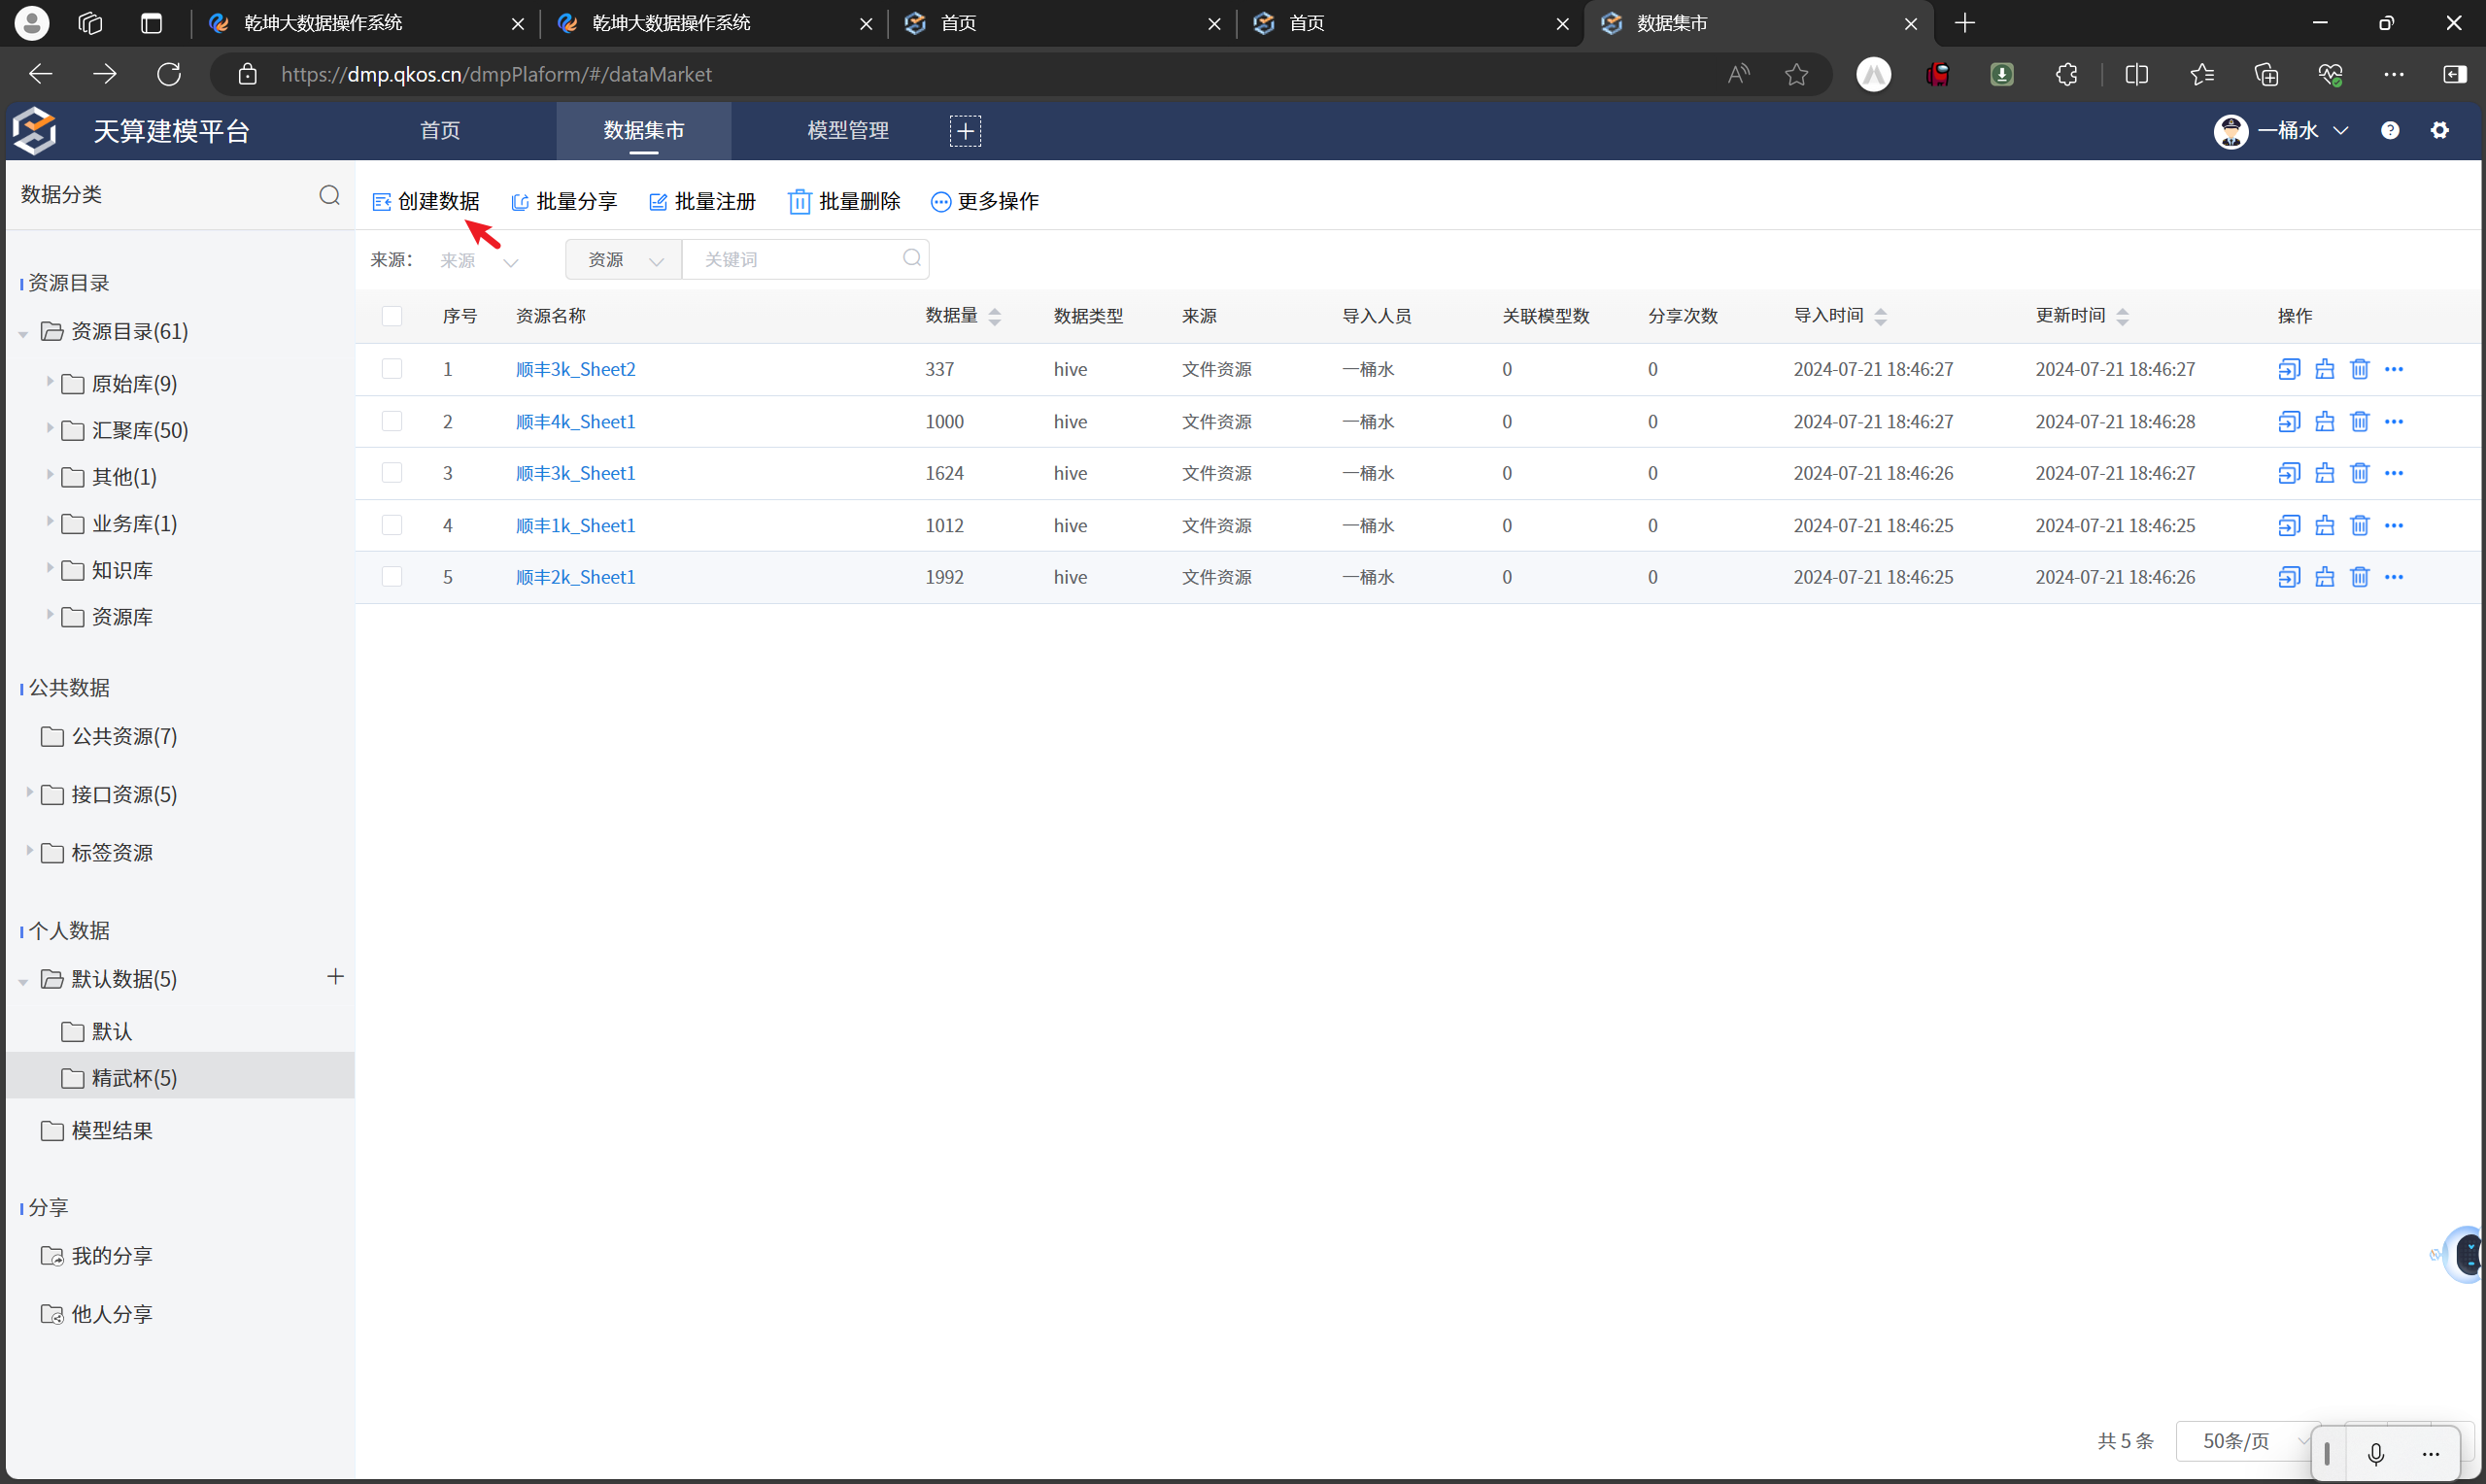 乾坤大数据操作系统
乾坤大数据操作系统
首页
首页
数据集市
https://dmp.qkos.cn/dmpPlaform/#/dataMarket
天算建模平台
首页
数据集市
模型管理
一桶水
数据分类
创建数据 批量分享 批量注册 批量删除 更多操作
来源: 来源 资源 关键词
资源目录
资源目录(61)
原始库(9)
汇聚库(50)
其他(1)
业务库(1)
知识库
资源库
公共数据
公共资源(7)
接口资源(5)
标签资源
个人数据
默认数据(5)
默认
精武杯(5)
模型结果
分享
我的分享
他人分享
序号 资源名称 数据量 数据类型 来源 导入人员 关联模型数 分享次数 导入时间 更新时间 操作
1 顺丰3k_Sheet2 337 hive 文件资源 一桶水 0 0 2024-07-21 18:46:27 2024-07-21 18:46:27
2 顺丰4k_Sheet1 1000 hive 文件资源 一桶水 0 0 2024-07-21 18:46:27 2024-07-21 18:46:28
3 顺丰3k_Sheet1 1624 hive 文件资源 一桶水 0 0 2024-07-21 18:46:26 2024-07-21 18:46:27
4 顺丰1k_Sheet1 1012 hive 文件资源 一桶水 0 0 2024-07-21 18:46:25 2024-07-21 18:46:25
5 顺丰2k_Sheet1 1992 hive 文件资源 一桶水 0 0 2024-07-21 18:46:25 2024-07-21 18:46:26
共 5 条 50条/页